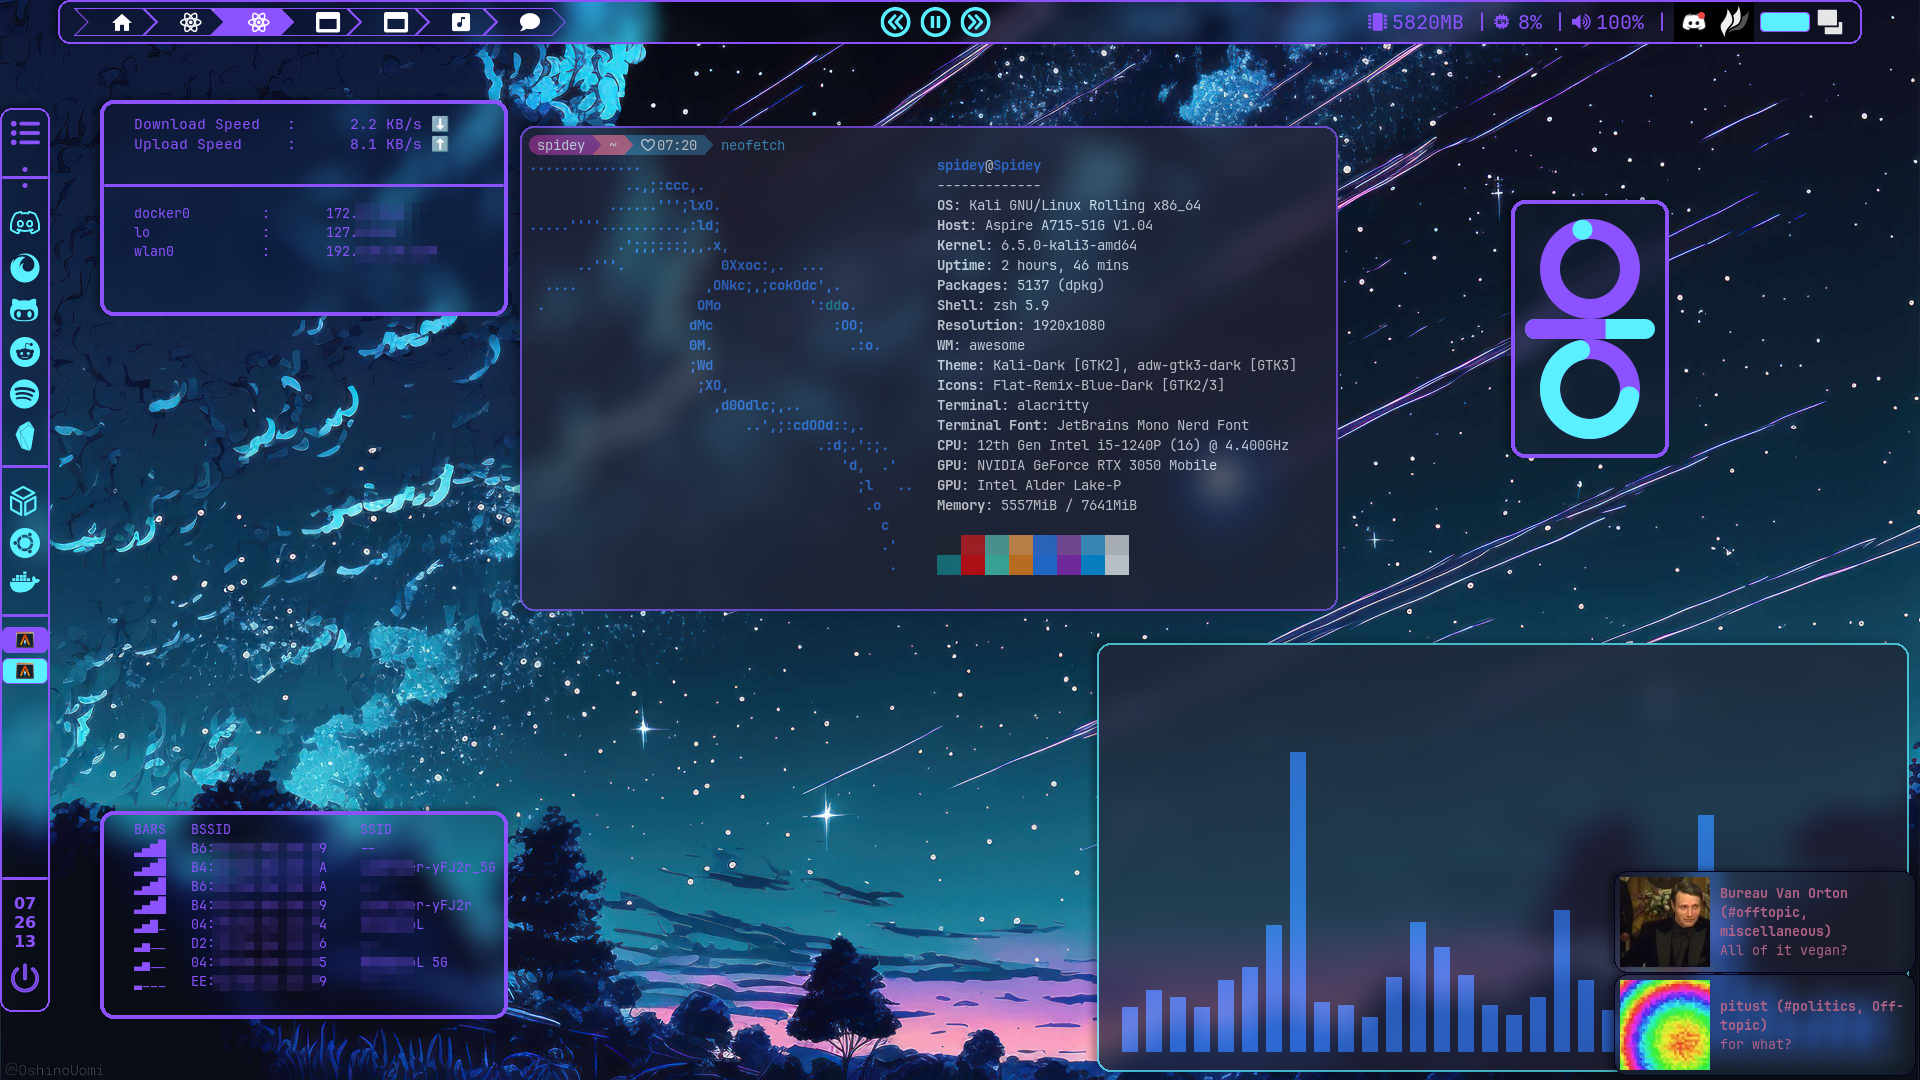 5820MB | 8% | 100% |
Download Speed : 2.2 KB/s
Upload Speed : 8.1 KB/s
docker0 : 172.
lo : 127.
wlan0 : 192.
spidey ~ 07:20 neofetch
spidey@Spidey
-------------
OS: Kali GNU/Linux Rolling x86_64
Host: Aspire A715-51G V1.04
Kernel: 6.5.0-kali3-amd64
Uptime: 2 hours, 46 mins
Packages: 5137 (dpkg)
Shell: zsh 5.9
Resolution: 1920x1080
WM: awesome
Theme: Kali-Dark [GTK2], adw-gtk3-dark [GTK3]
Icons: Flat-Remix-Blue-Dark [GTK2/3]
Terminal: alacritty
Terminal Font: JetBrains Mono Nerd Font
CPU: 12th Gen Intel i5-1240P (16) @ 4.400GHz
GPU: NVIDIA GeForce RTX 3050 Mobile
GPU: Intel Alder Lake-P
Memory: 5557MiB / 7641MiB
BARS BSSID SSID
B6: 9 --
B4: A er-yFJ2r_5G
B6: A
B4: 9 er-yFJ2r
04: 4 L
D2: 6
04: 5 L 5G
EE: 9
07
26
13
Bureau Van Orton
(#offtopic,
miscellaneous)
All of it vegan?
pitust (#politics, Off-
topic)
for what?
@OshinoUomi